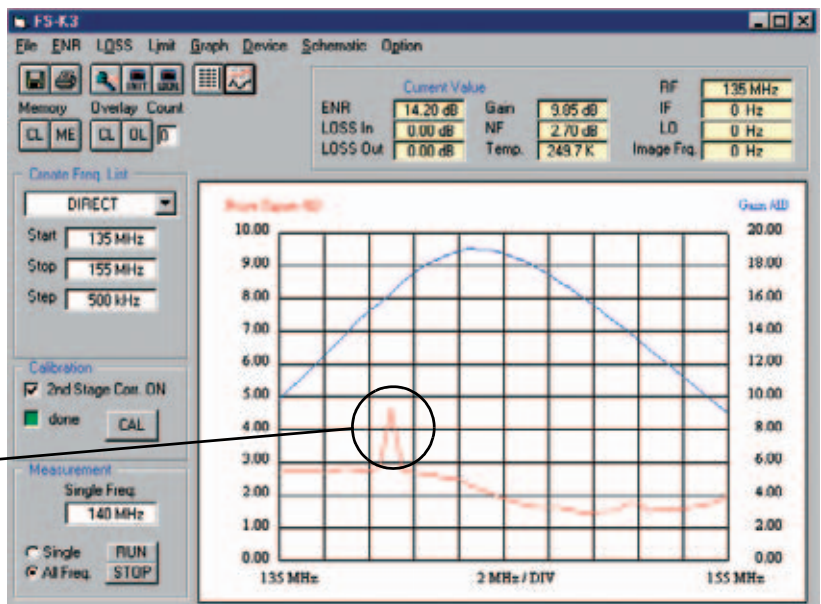 FS-K3
File ENR LOSS Limit Graph Device Schematic Option
Memory Overlay Count
CL ME CL OL 0
Current Value
ENR 14.20 dB Gain 9.85 dB RF 135 MHz
LOSS In 0.00 dB NF 2.70 dB IF 0 Hz
LOSS Out 0.00 dB Temp. 249.7 K LO 0 Hz
Image Frq. 0 Hz
Create Freq. List
DIRECT
Start 135 MHz
Stop 155 MHz
Step 500 kHz
Calibration
2nd Stage Corr. ON
done CAL
Measurement
Single Freq.
140 MHz
Single RUN
All Freq. STOP
Gain /dB
10.00 20.00
9.00 18.00
8.00 16.00
7.00 14.00
6.00 12.00
5.00 10.00
4.00 8.00
3.00 6.00
2.00 4.00
1.00 2.00
0.00 0.00
135 MHz 2 MHz / DIV 155 MHz